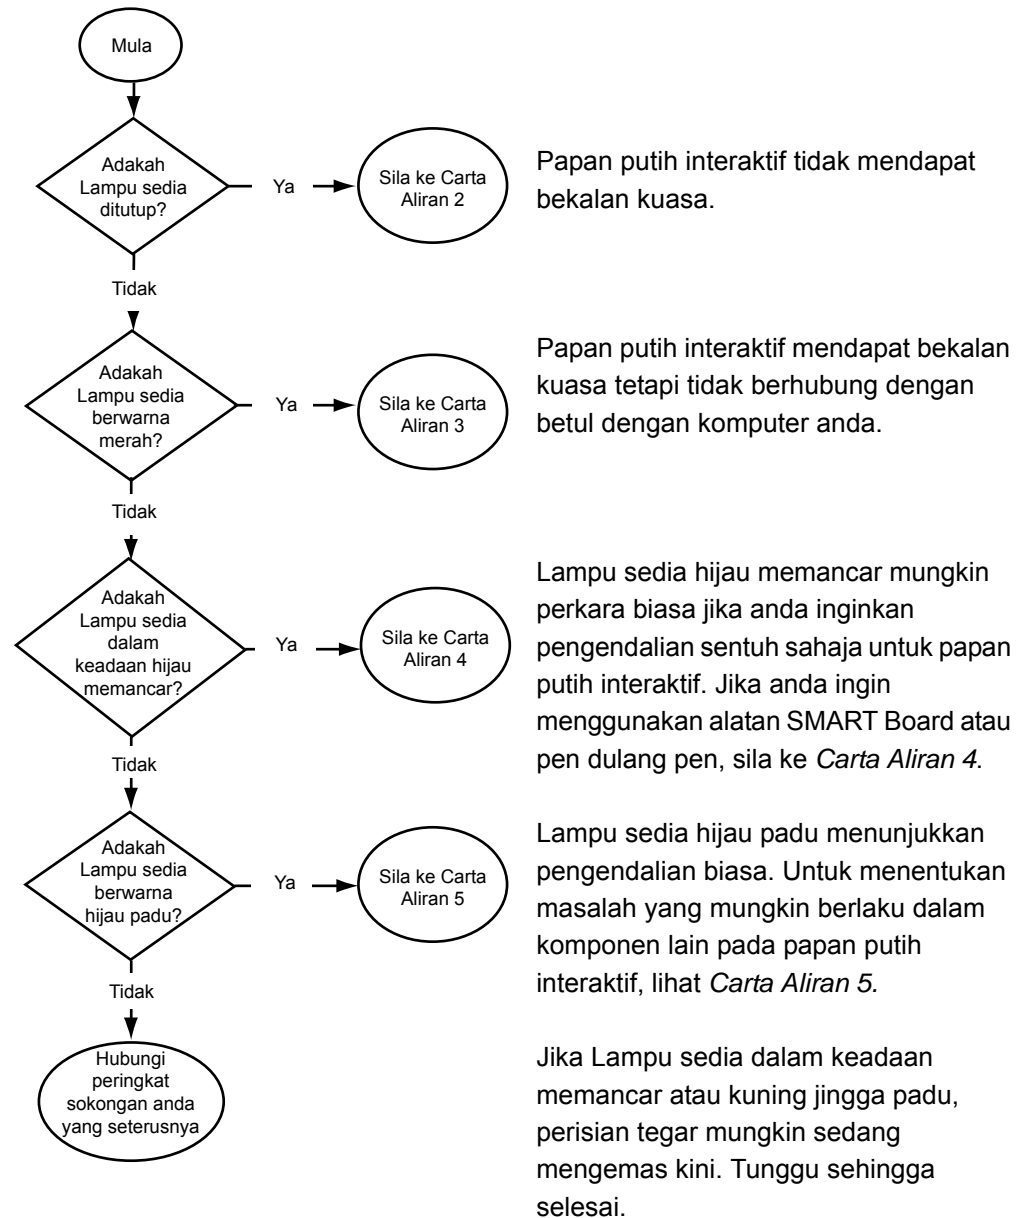 Mula
Adakah
Lampu sedia
ditutup?
Ya
Sila ke Carta
Aliran 2
Papan putih interaktif tidak mendapat
bekalan kuasa.
Tidak
Adakah
Lampu sedia
berwarna
merah?
Ya
Sila ke Carta
Aliran 3
Papan putih interaktif mendapat bekalan
kuasa tetapi tidak berhubung dengan
betul dengan komputer anda.
Tidak
Adakah
Lampu sedia
dalam
keadaan hijau
memancar?
Ya
Sila ke Carta
Aliran 4
Lampu sedia hijau memancar mungkin
perkara biasa jika anda inginkan
pengendalian sentuh sahaja untuk papan
putih interaktif. Jika anda ingin
menggunakan alatan SMART Board atau
pen dulang pen, sila ke Carta Aliran 4.
Tidak
Adakah
Lampu sedia
berwarna
hijau padu?
Ya
Sila ke Carta
Aliran 5
Lampu sedia hijau padu menunjukkan
pengendalian biasa. Untuk menentukan
masalah yang mungkin berlaku dalam
komponen lain pada papan putih
interaktif, lihat Carta Aliran 5.
Tidak
Hubungi
peringkat
sokongan anda
yang seterusnya
Jika Lampu sedia dalam keadaan
memancar atau kuning jingga padu,
perisian tegar mungkin sedang
mengemas kini. Tunggu sehingga
selesai.